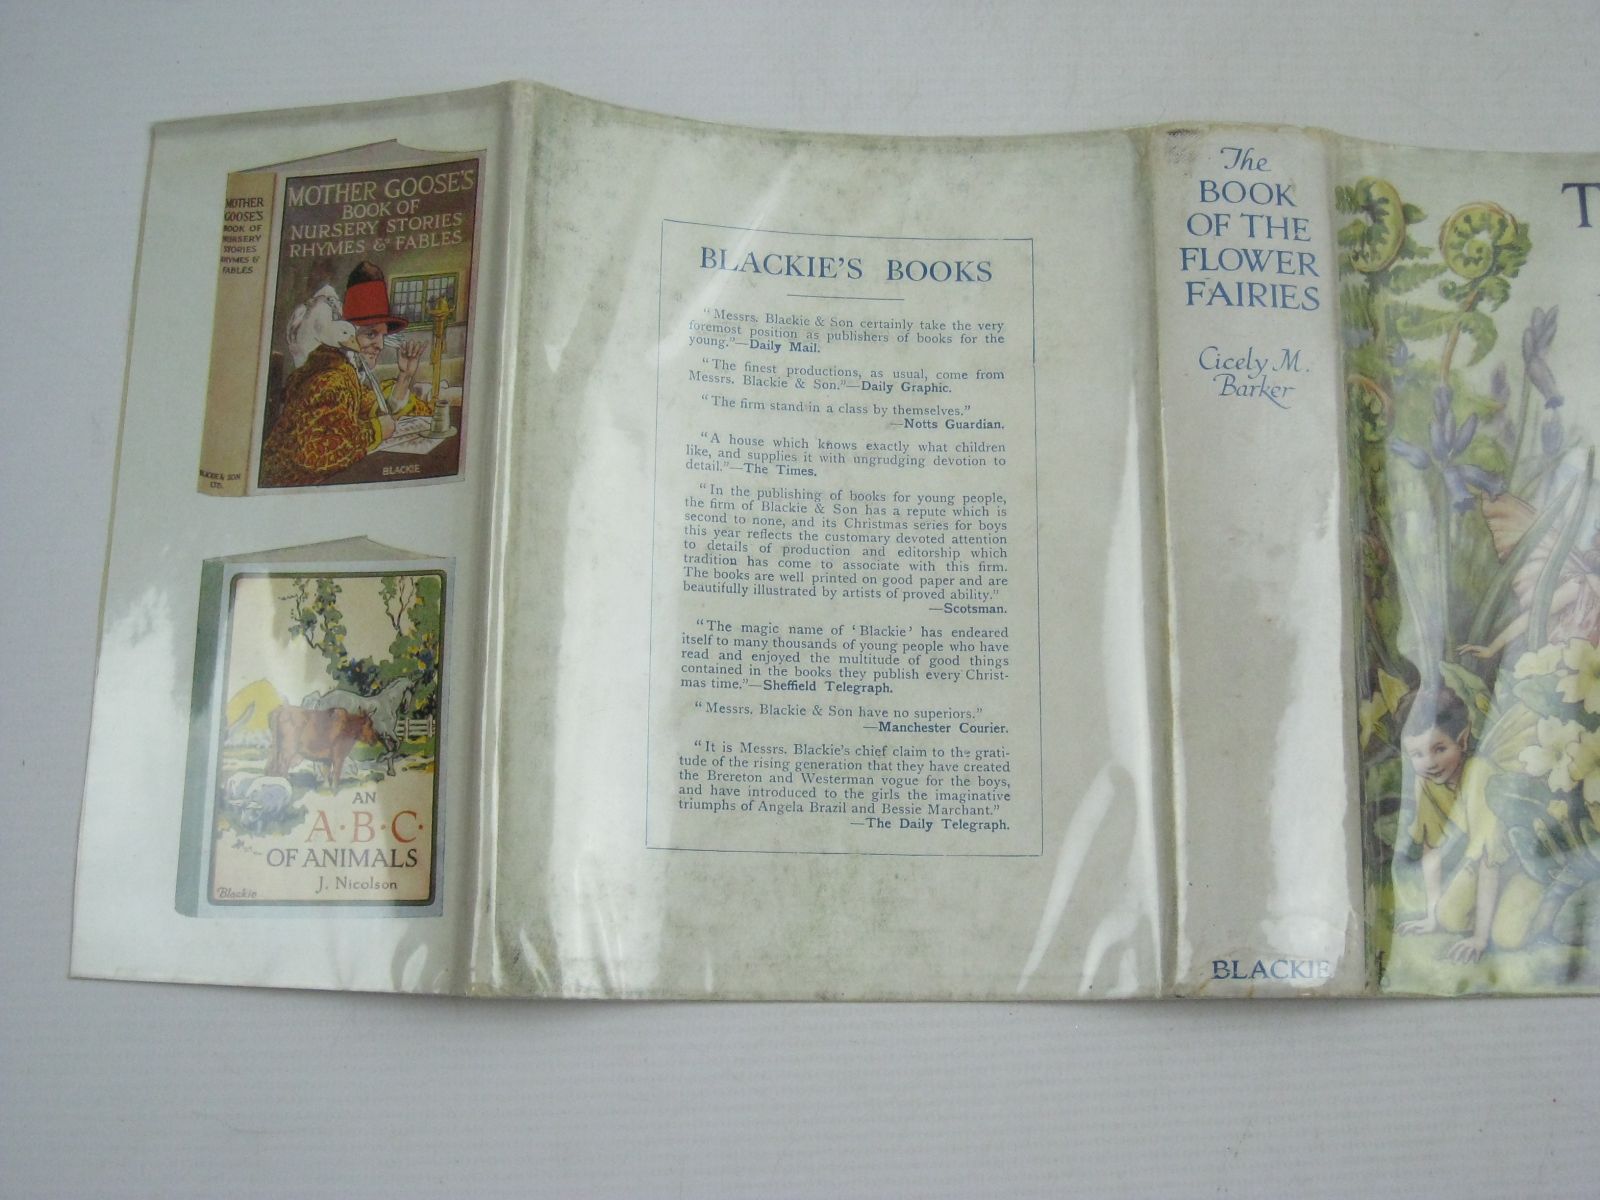 MOTHER GOOSE'S
BOOK OF
NURSERY STORIES
RHYMES & FABLES
BLACKIE
MOTHER
GOOSE'S
BOOK OF
NURSERY
STORIES
RHYMES &
FABLES
BLACKIE & SON
LTD.
AN
A·B·C·
OF ANIMALS
J. Nicolson
Blackie
BLACKIE'S BOOKS
"Messrs. Blackie & Son certainly take the very
foremost position as publishers of books for the
young."—Daily Mail.
"The finest productions, as usual, come from
Messrs. Blackie & Son."—Daily Graphic.
"The firm stand in a class by themselves."
—Notts Guardian.
"A house which knows exactly what children
like, and supplies it with ungrudging devotion to
detail."—The Times.
"In the publishing of books for young people,
the firm of Blackie & Son has a repute which is
second to none, and its Christmas series for boys
this year reflects the customary devoted attention
to details of production and editorship which
tradition has come to associate with this firm.
The books are well printed on good paper and are
beautifully illustrated by artists of proved ability."
—Scotsman.
"The magic name of 'Blackie' has endeared
itself to many thousands of young people who have
read and enjoyed the multitude of good things
contained in the books they publish every Christ-
mas time."—Sheffield Telegraph.
"Messrs. Blackie & Son have no superiors."
—Manchester Courier.
"It is Messrs. Blackie's chief claim to the grati-
tude of the rising generation that they have created
the Brereton and Westerman vogue for the boys,
and have introduced to the girls the imaginative
triumphs of Angela Brazil and Bessie Marchant."
—The Daily Telegraph.
The
BOOK
OF THE
FLOWER
FAIRIES
Cicely M.
Barker
BLACKIE
T